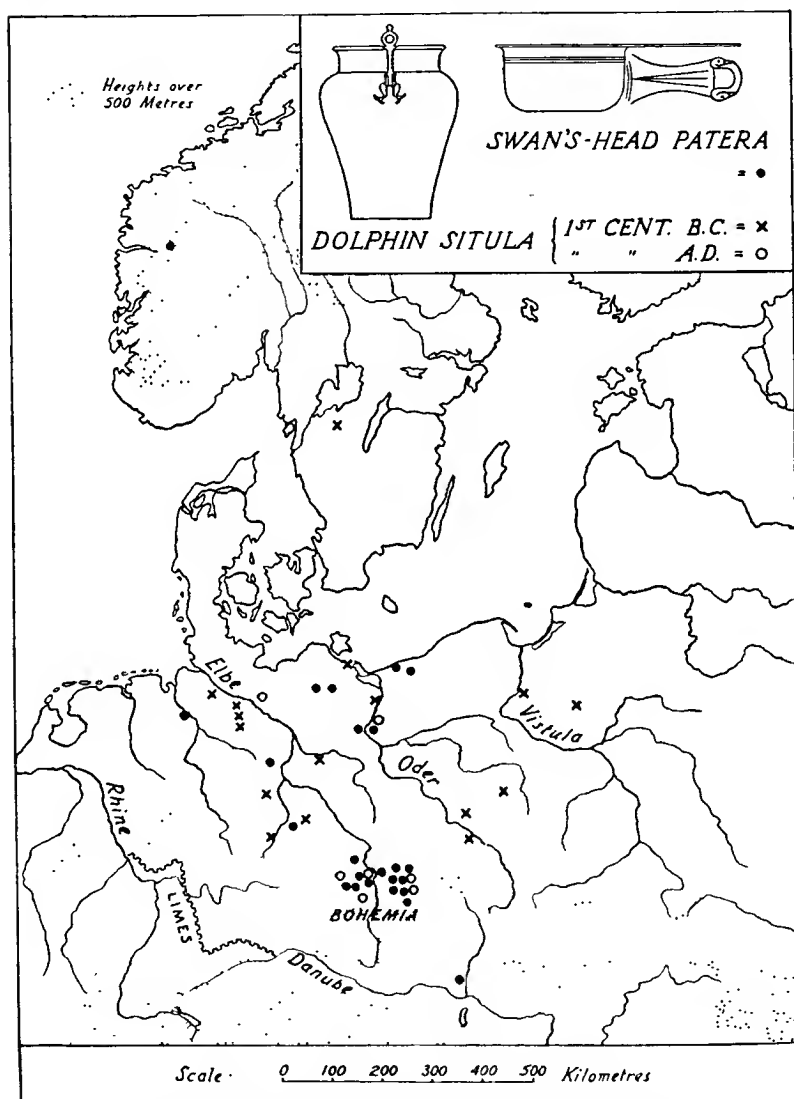 Heights over
500 Metres
SWAN'S-HEAD PATERA
= ●
DOLPHIN SITULA { 1ST CENT. B.C. = x
" " A.D. = o
Elbe
Vistula
Oder
Rhine
LIMES
BOHEMIA
Danube
Scale · 0 100 200 300 400 500 Kilometres